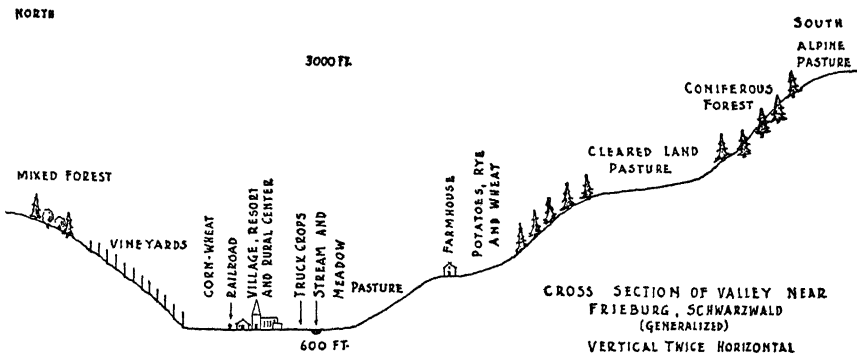 NORTH
SOUTH
3000 FT.
ALPINE
PASTURE
CONIFEROUS
FOREST
CLEARED LAND
PASTURE
MIXED FOREST
VINEYARDS
CORN-WHEAT
RAILROAD
VILLAGE, RESORT
AND RURAL CENTER
TRUCK CROPS
STREAM AND
MEADOW
PASTURE
FARMHOUSE
POTATOES, RYE
AND WHEAT
600 FT.
CROSS SECTION OF VALLEY NEAR
FRIEBURG, SCHWARZWALD
(GENERALIZED)
VERTICAL TWICE HORIZONTAL